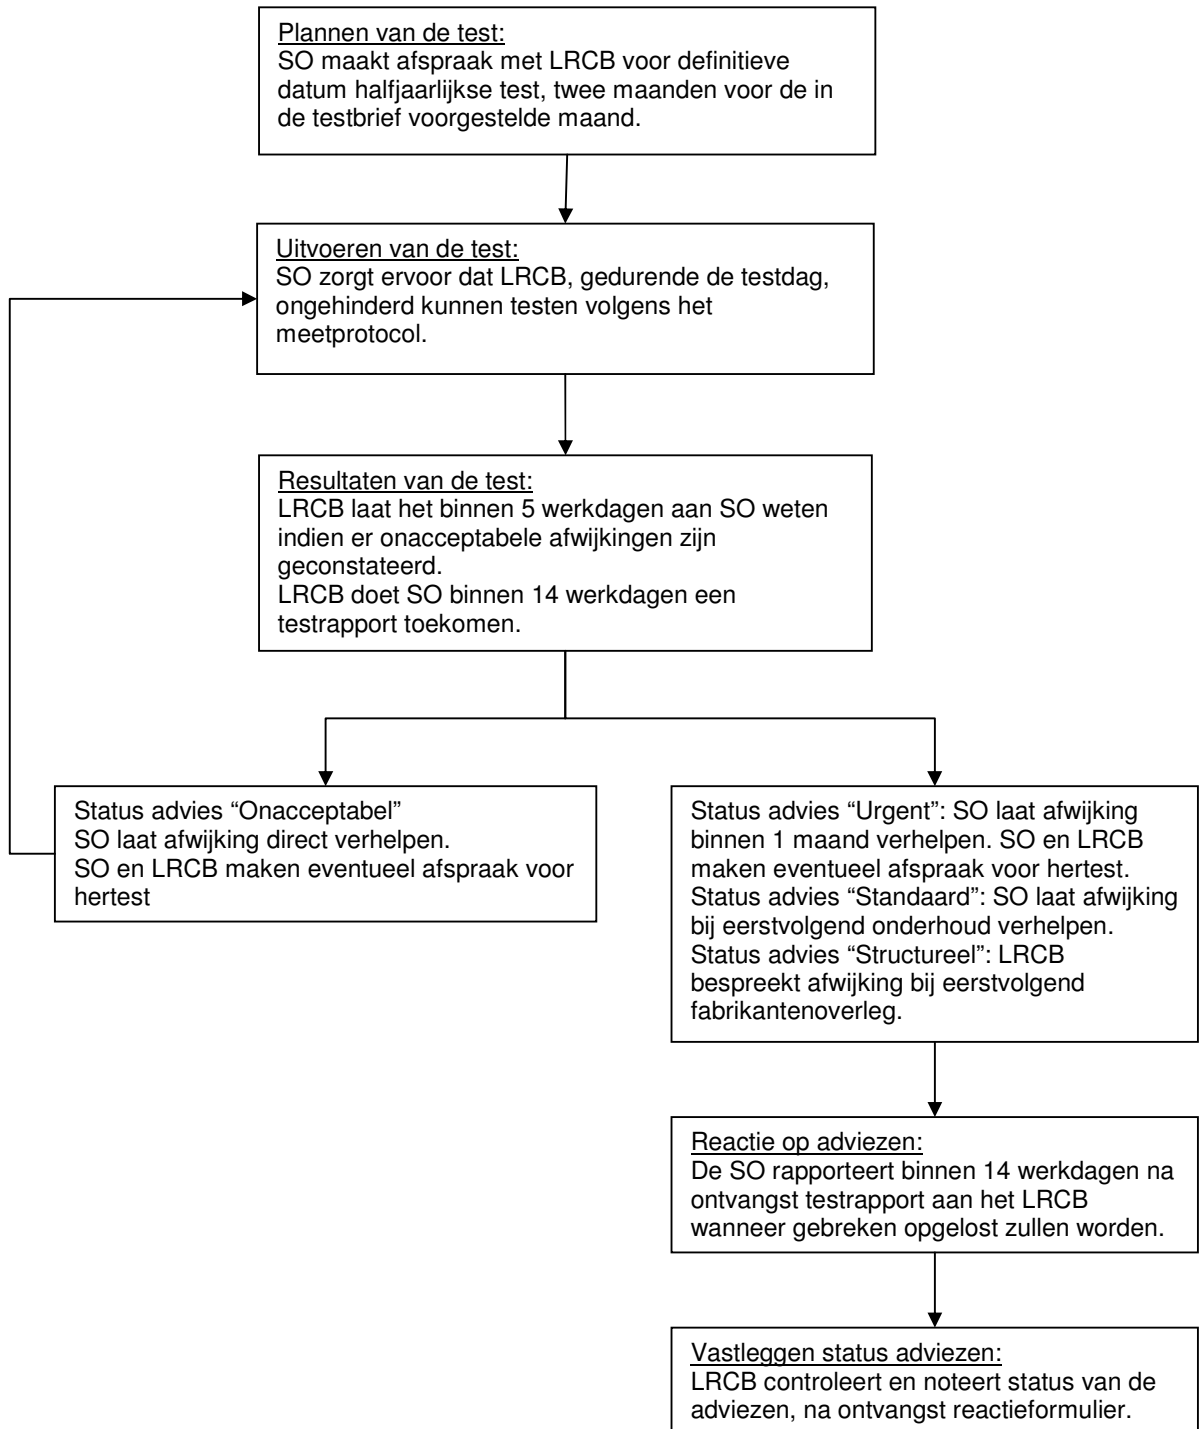 Plannen van de test:
SO maakt afspraak met LRCB voor definitieve
datum halfjaarlijkse test, twee maanden voor de in
de testbrief voorgestelde maand.
Uitvoeren van de test:
SO zorgt ervoor dat LRCB, gedurende de testdag,
ongehinderd kunnen testen volgens het
meetprotocol.
Resultaten van de test:
LRCB laat het binnen 5 werkdagen aan SO weten
indien er onacceptabele afwijkingen zijn
geconstateerd.
LRCB doet SO binnen 14 werkdagen een
testrapport toekomen.
Status advies “Onacceptabel”
SO laat afwijking direct verhelpen.
SO en LRCB maken eventueel afspraak voor
hertest
Status advies “Urgent”: SO laat afwijking
binnen 1 maand verhelpen. SO en LRCB
maken eventueel afspraak voor hertest.
Status advies “Standaard”: SO laat afwijking
bij eerstvolgend onderhoud verhelpen.
Status advies “Structureel”: LRCB
bespreekt afwijking bij eerstvolgend
fabrikantenoverleg.
Reactie op adviezen:
De SO rapporteert binnen 14 werkdagen na
ontvangst testrapport aan het LRCB
wanneer gebreken opgelost zullen worden.
Vastleggen status adviezen:
LRCB controleert en noteert status van de
adviezen, na ontvangst reactieformulier.